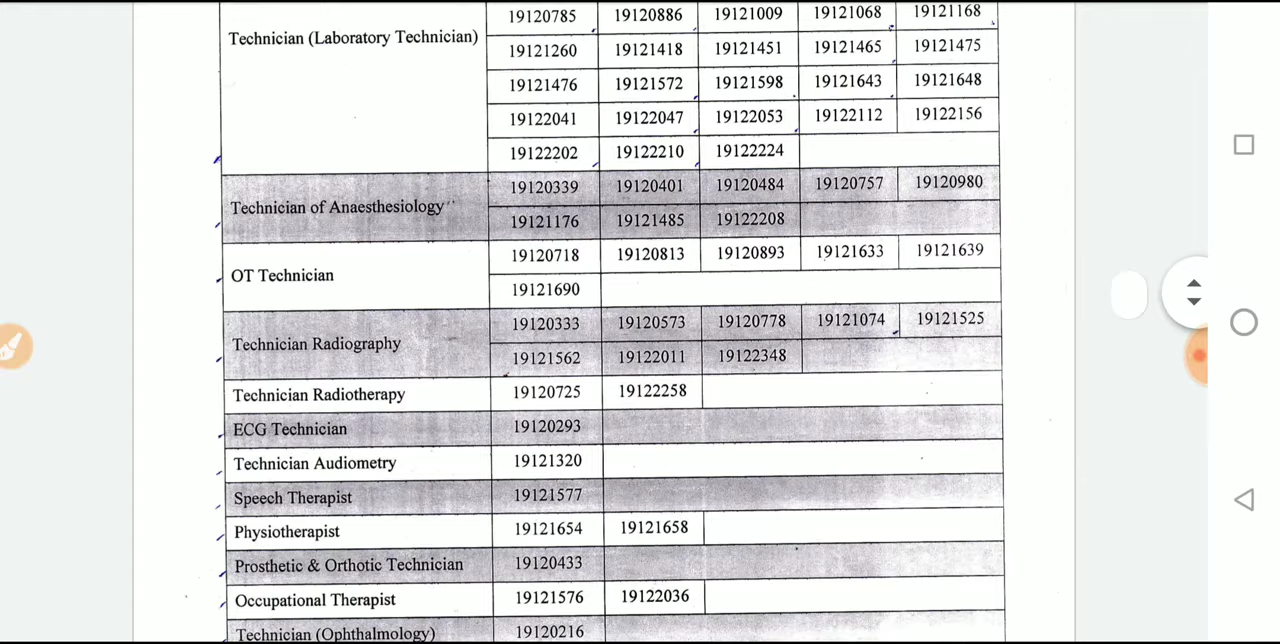 19120785 19120886 19121009 19121068 19121168
Technician (Laboratory Technician)
19121260 19121418 19121451 19121465 19121475
19121476 19121572 19121598 19121643 19121648
19122041 19122047 19122053 19122112 19122156
19122202 19122210 19122224
Technician of Anaesthesiology 19120339 19120401 19120484 19120757 19120980
19121176 19121485 19122208
OT Technician 19120718 19120813 19120893 19121633 19121639
19121690
Technician Radiography 19120333 19120573 19120778 19121074 19121525
19121562 19122011 19122348
Technician Radiotherapy 19120725 19122258
ECG Technician 19120293
Technician Audiometry 19121320
Speech Therapist 19121577
Physiotherapist 19121654 19121658
Prosthetic & Orthotic Technician 19120433
Occupational Therapist 19121576 19122036
Technician (Ophthalmology) 19120216